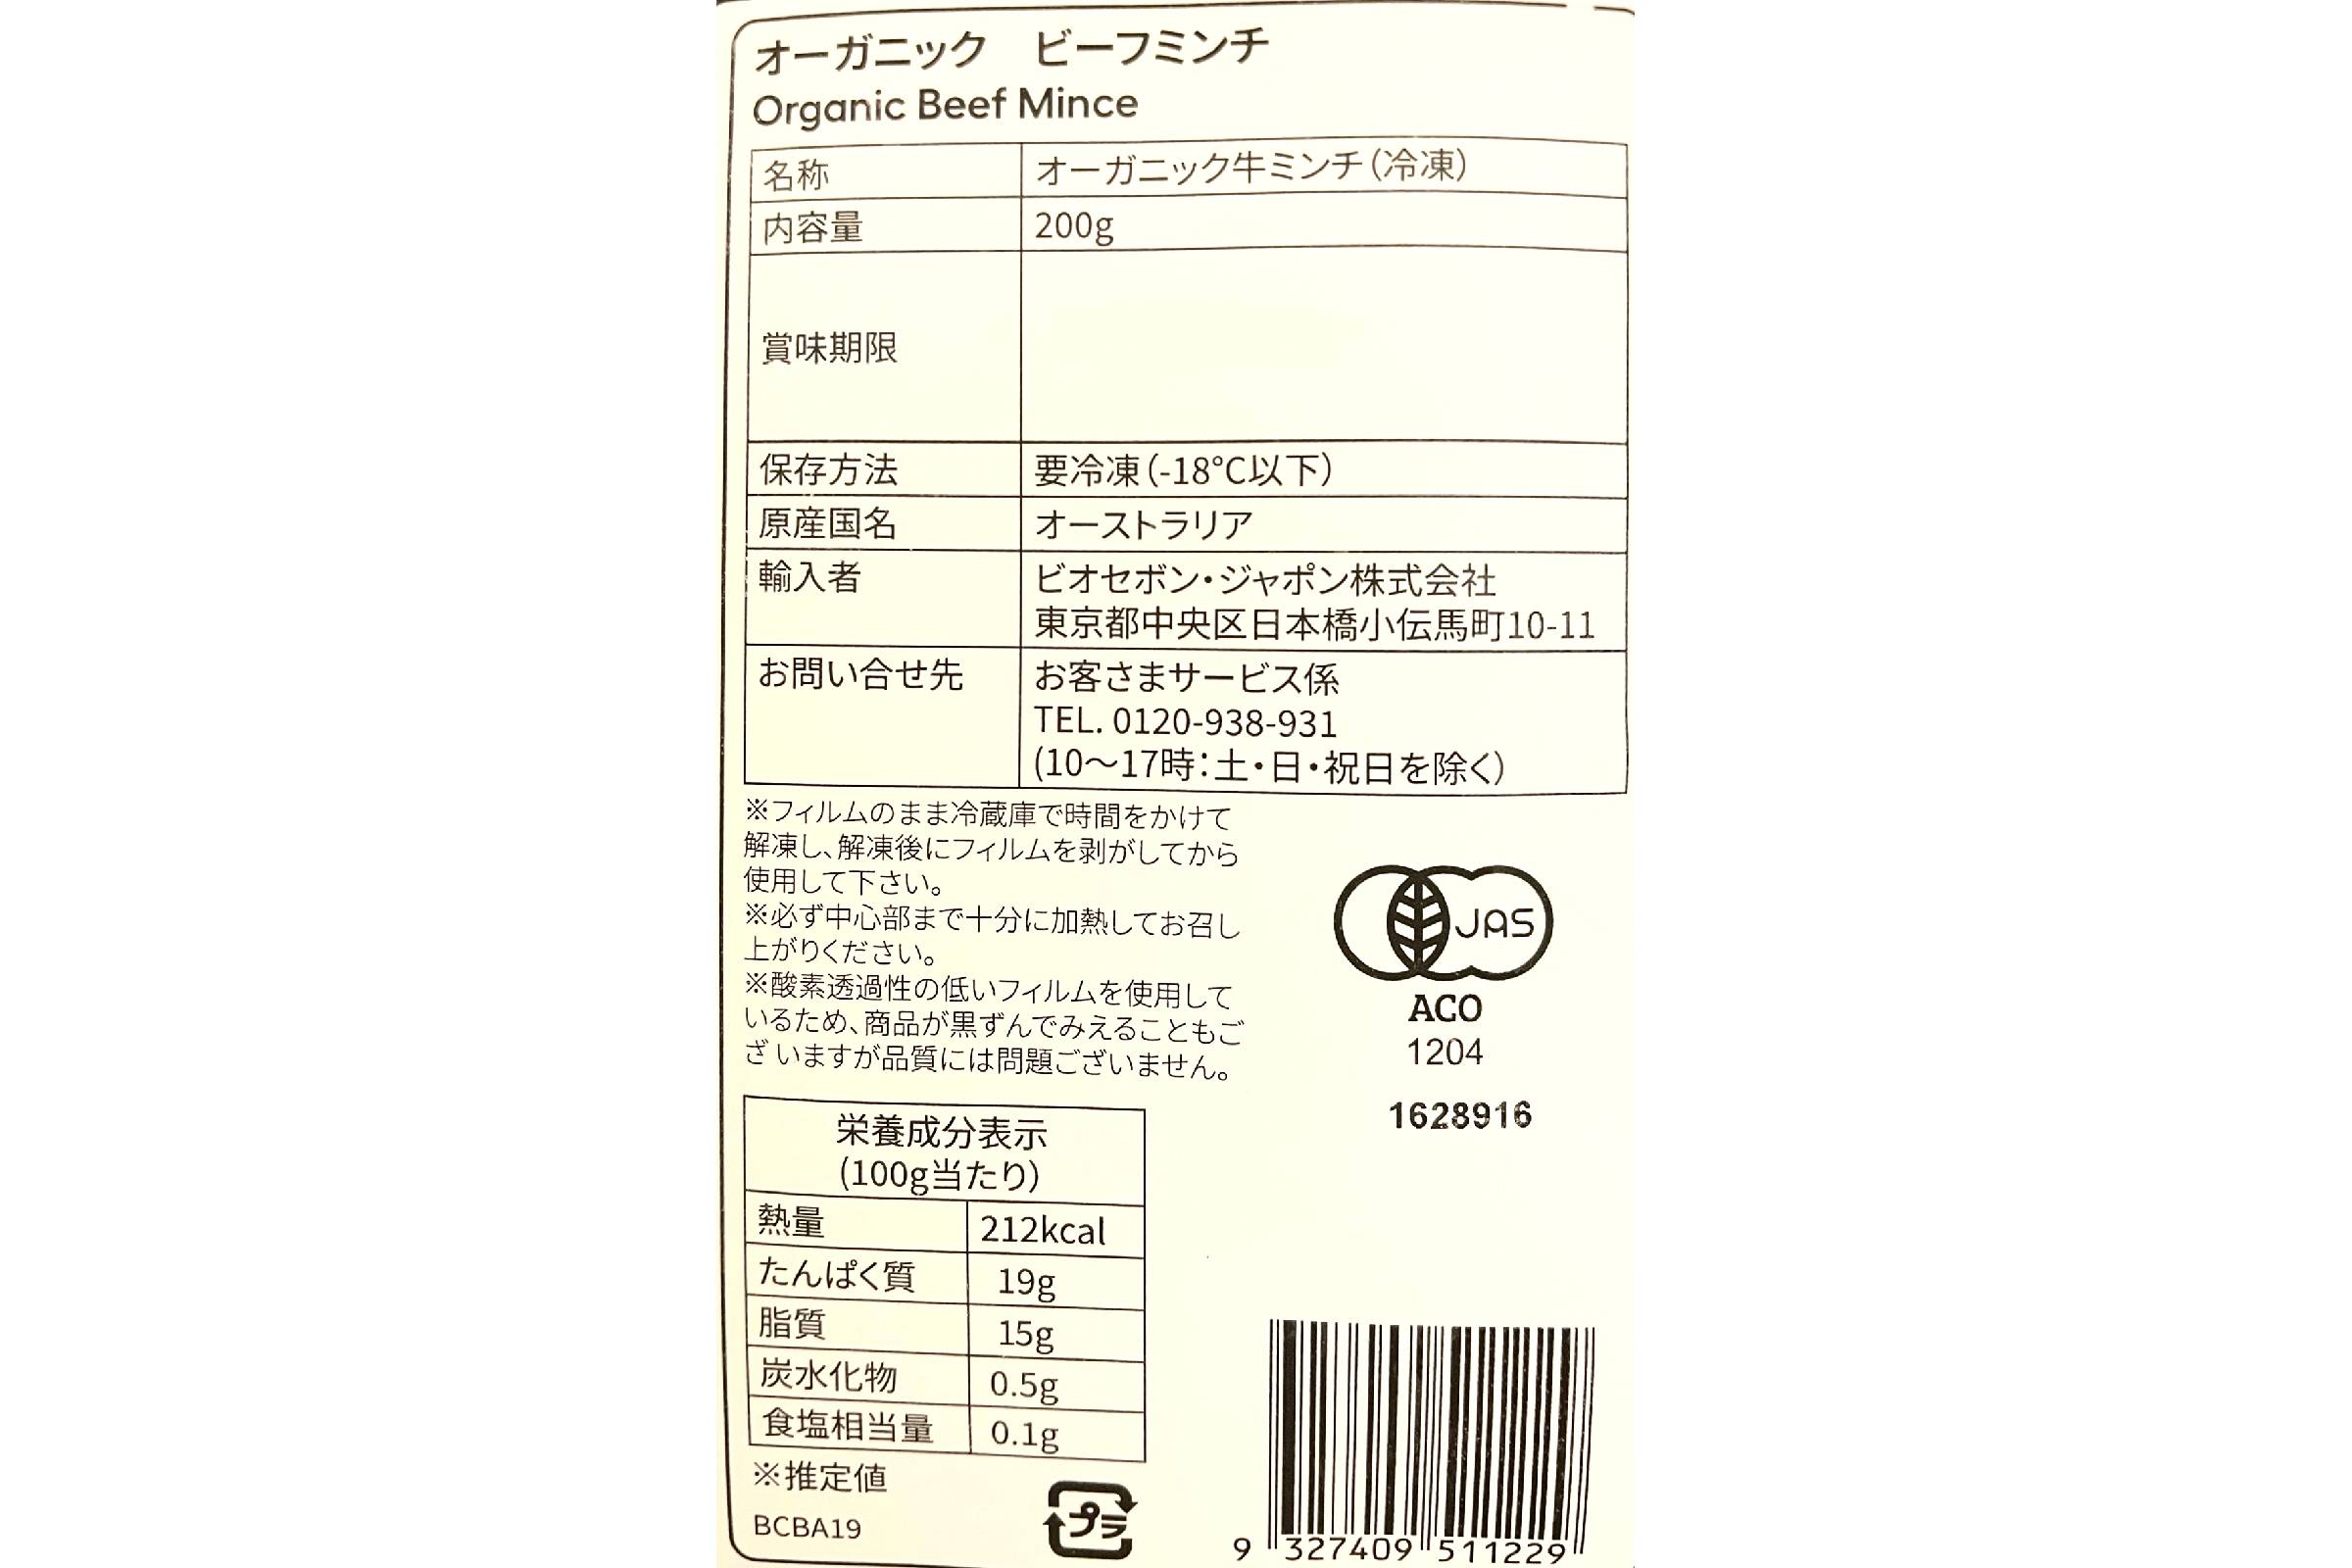 オーガニック ビーフミンチ
Organic Beef Mince
名称 オーガニック牛ミンチ(冷凍)
内容量 200g
賞味期限
保存方法 要冷凍(-18℃以下)
原産国名 オーストラリア
輸入者 ビオセボン・ジャポン株式会社
東京都中央区日本橋小伝馬町10-11
お問い合せ先 お客さまサービス係
TEL. 0120-938-931
(10〜17時:土・日・祝日を除く)
※フィルムのまま冷蔵庫で時間をかけて
解凍し、解凍後にフィルムを剥がしてから
使用して下さい。
※必ず中心部まで十分に加熱してお召し
上がりください。
※酸素透過性の低いフィルムを使用して
いるため、商品が黒ずんでみえることもご
ざいますが品質には問題ございません。
JAS
ACO
1204
1628916
栄養成分表示
(100g当たり)
熱量 212kcal
たんぱく質 19g
脂質 15g
炭水化物 0.5g
食塩相当量 0.1g
※推定値
BCBA19
プラ
9 327409 511229